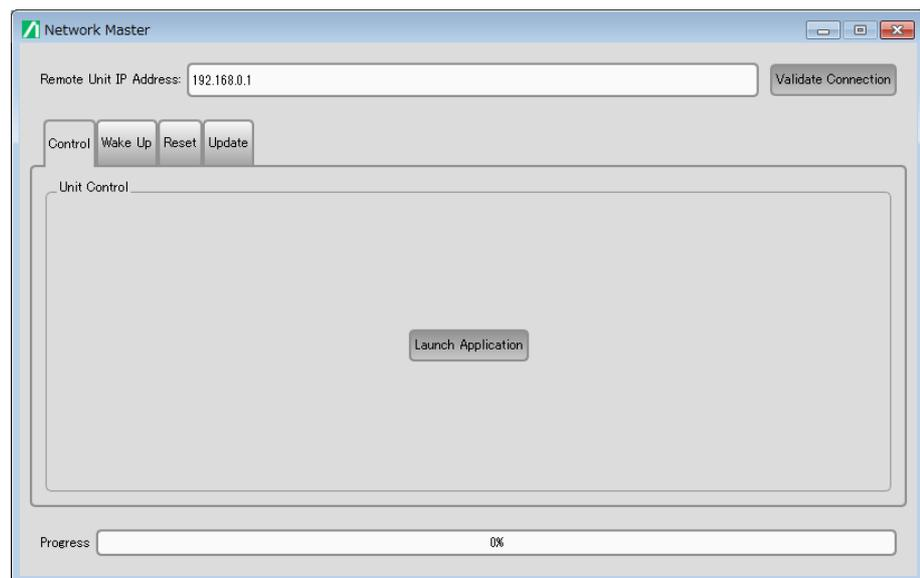 Network Master
Remote Unit IP Address: 192.168.0.1 Validate Connection
Control Wake Up Reset Update
Unit Control
Launch Application
Progress 0%